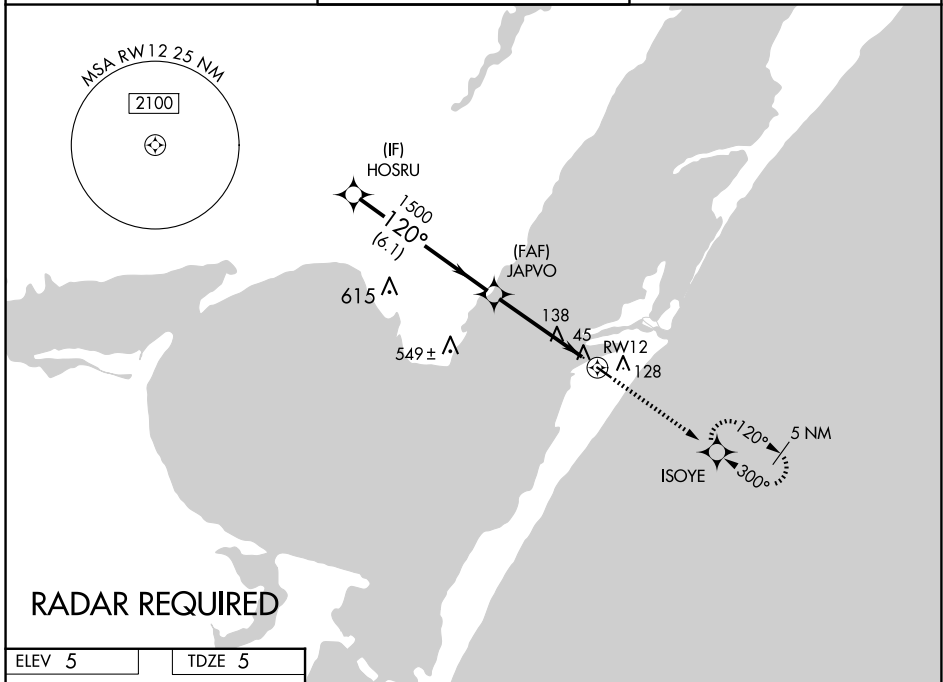 MSA RW12 25 NM
2100
(IF)
HOSRU
1500
120°
(6.1)
(FAF)
JAPVO
615
549 ±
138
45
RW12
128
120°
5 NM
300°
ISOYE
RADAR REQUIRED
ELEV 5
TDZE 5